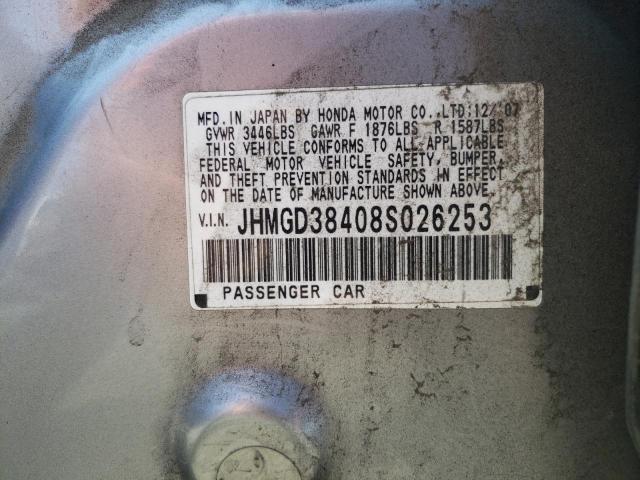 MFD. IN JAPAN BY HONDA MOTOR CO.,LTD:12/'07
GVWR 3446LBS GAWR F 1876LBS R 1587LBS
THIS VEHICLE CONFORMS TO ALL APPLICABLE
FEDERAL MOTOR VEHICLE SAFETY, BUMPER,
AND THEFT PREVENTION STANDARDS IN EFFECT
ON THE DATE OF MANUFACTURE SHOWN ABOVE.
V.I.N. JHMGD38408S026253
PASSENGER CAR